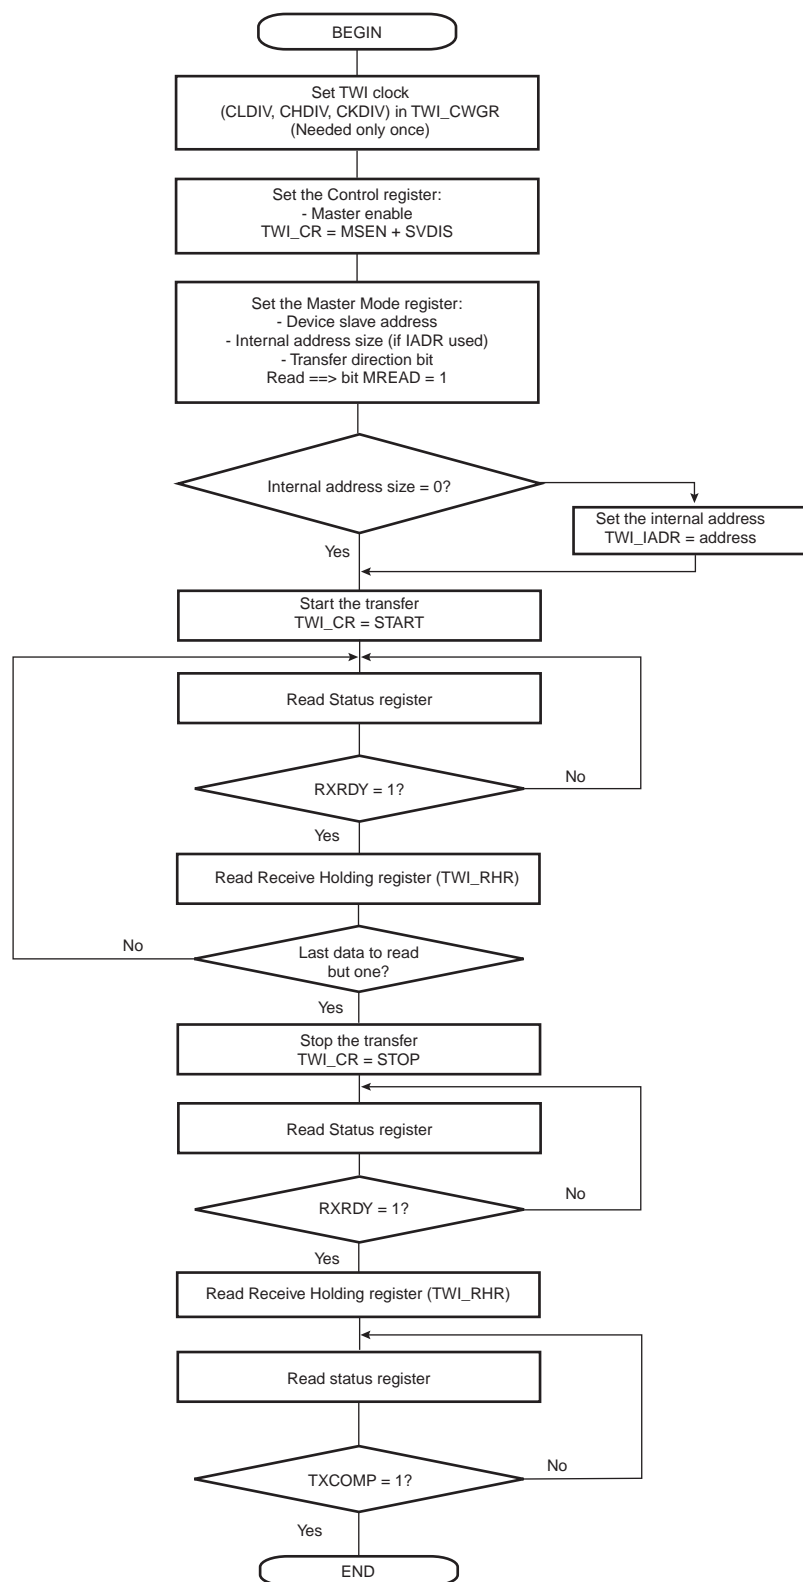 BEGIN
Set TWI clock
(CLDIV, CHDIV, CKDIV) in TWI_CWGR
(Needed only once)
Set the Control register:
- Master enable
TWI_CR = MSEN + SVDIS
Set the Master Mode register:
- Device slave address
- Internal address size (if IADR used)
- Transfer direction bit
Read ==> bit MREAD = 1
Internal address size = 0?
Set the internal address
TWI_IADR = address
Yes
Start the transfer
TWI_CR = START
Read Status register
RXRDY = 1?
No
Yes
Read Receive Holding register (TWI_RHR)
No
Last data to read
but one?
Yes
Stop the transfer
TWI_CR = STOP
Read Status register
RXRDY = 1?
No
Yes
Read Receive Holding register (TWI_RHR)
Read status register
TXCOMP = 1?
No
Yes
END